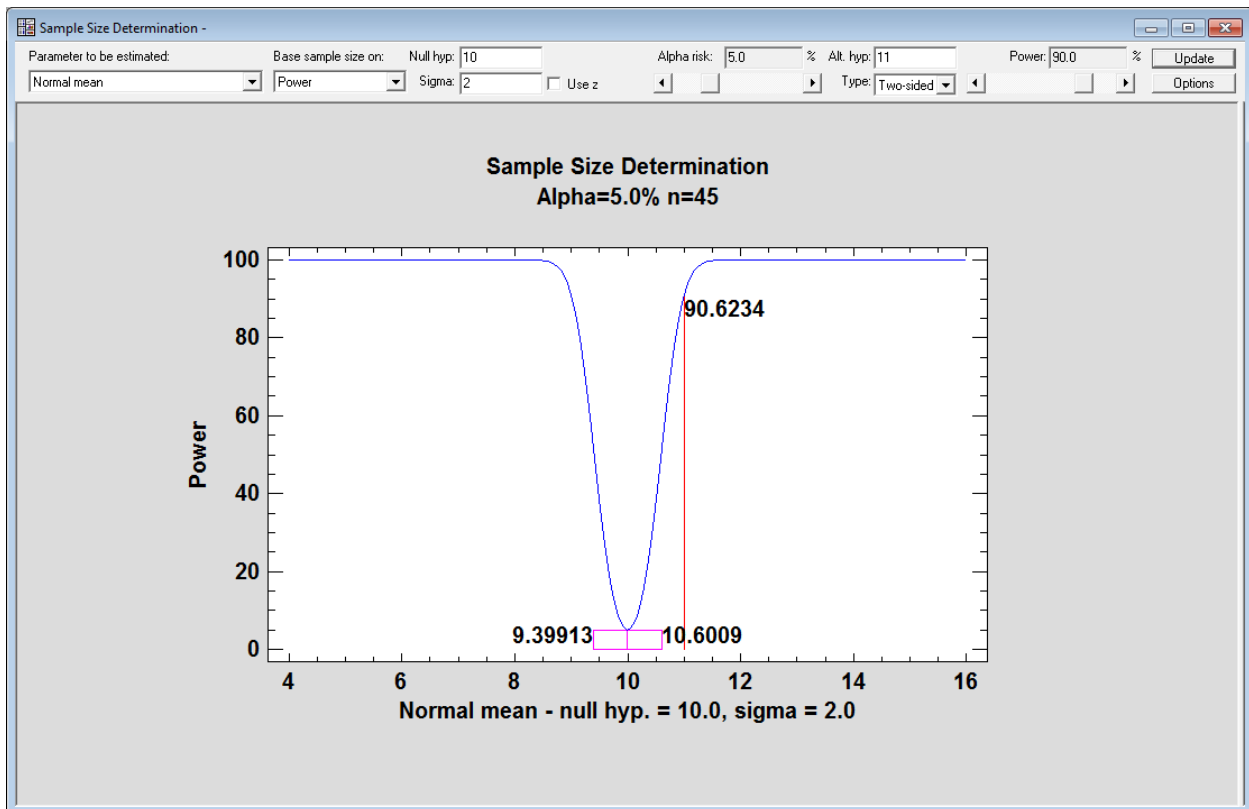 Sample Size Determination -
Parameter to be estimated: Base sample size on: Null hyp: 10 Alpha risk: 5.0 % Alt. hyp: 11 Power: 90.0 % Update
Normal mean Power Sigma: 2 Use z Type: Two-sided Options
Sample Size Determination
Alpha=5.0% n=45
100
90.6234
80
60
Power
40
20
9.39913 10.6009
0
4 6 8 10 12 14 16
Normal mean - null hyp. = 10.0, sigma = 2.0